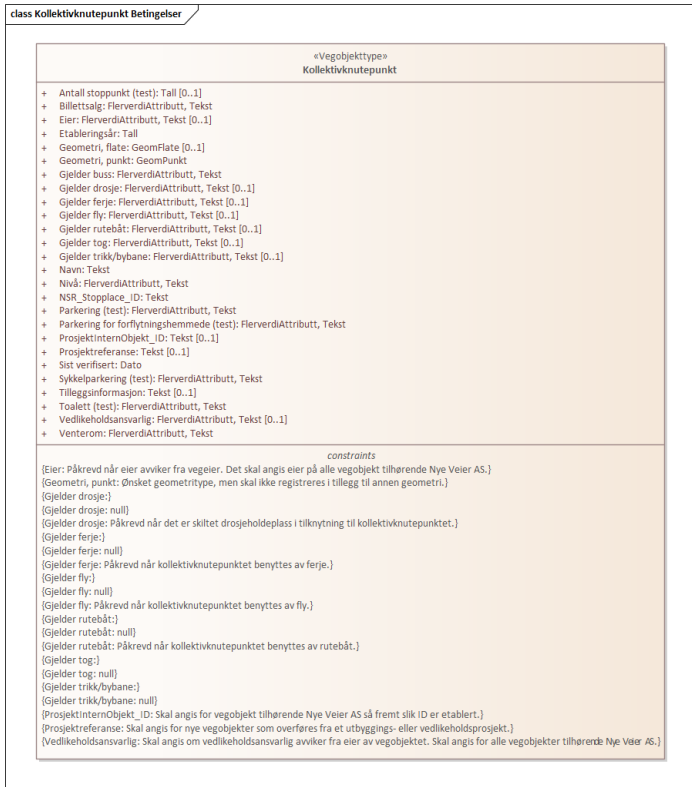 class Kollektivknutepunkt Betingelser
«Vegobjekttype»
Kollektivknutepunkt
+ Antall stoppunkt (test): Tall [0..1]
+ Billettsalg: FlerverdiAttributt, Tekst
+ Eier: FlerverdiAttributt, Tekst [0..1]
+ Etableringsår: Tall
+ Geometri, flate: GeomFlate [0..1]
+ Geometri, punkt: GeomPunkt
+ Gjelder buss: FlerverdiAttributt, Tekst
+ Gjelder drosje: FlerverdiAttributt, Tekst [0..1]
+ Gjelder ferje: FlerverdiAttributt, Tekst [0..1]
+ Gjelder fly: FlerverdiAttributt, Tekst [0..1]
+ Gjelder rutebåt: FlerverdiAttributt, Tekst [0..1]
+ Gjelder tog: FlerverdiAttributt, Tekst [0..1]
+ Gjelder trikk/bybane: FlerverdiAttributt, Tekst [0..1]
+ Navn: Tekst
+ Nivå: FlerverdiAttributt, Tekst
+ NSR_Stopplace_ID: Tekst
+ Parkering (test): FlerverdiAttributt, Tekst
+ Parkering for forflytningshemmede (test): FlerverdiAttributt, Tekst
+ ProsjektInternObjekt_ID: Tekst [0..1]
+ Prosjektreferanse: Tekst [0..1]
+ Sist verifisert: Dato
+ Sykkelparkering (test): FlerverdiAttributt, Tekst
+ Tilleggsinformasjon: Tekst [0..1]
+ Toalett (test): FlerverdiAttributt, Tekst
+ Vedlikeholdsansvarlig: FlerverdiAttributt, Tekst [0..1]
+ Venterom: FlerverdiAttributt, Tekst
constraints
{Eier: Påkrevd når eier avviker fra vegeier. Det skal angis eier på alle vegobjekt tilhørende Nye Veier AS.}
{Geometri, punkt: Ønsket geometritype, men skal ikke registreres i tillegg til annen geometri.}
{Gjelder drosje:}
{Gjelder drosje: null}
{Gjelder drosje: Påkrevd når det er skiltet drosjeholdeplass i tilknytning til kollektivknutepunktet.}
{Gjelder ferje:}
{Gjelder ferje: null}
{Gjelder ferje: Påkrevd når kollektivknutepunktet benyttes av ferje.}
{Gjelder fly:}
{Gjelder fly: null}
{Gjelder fly: Påkrevd når kollektivknutepunktet benyttes av fly.}
{Gjelder rutebåt:}
{Gjelder rutebåt: null}
{Gjelder rutebåt: Påkrevd når kollektivknutepunktet benyttes av rutebåt.}
{Gjelder tog:}
{Gjelder tog: null}
{Gjelder trikk/bybane:}
{Gjelder trikk/bybane: null}
{ProsjektInternObjekt_ID: Skal angis for vegobjekt tilhørende Nye Veier AS så fremt slik ID er etablert.}
{Prosjektreferanse: Skal angis for nye vegobjekter som overføres fra et utbyggings- eller vedlikeholdsprosjekt.}
{Vedlikeholdsansvarlig: Skal angis om vedlikeholdsansvarlig avviker fra eier av vegobjektet. Skal angis for alle vegobjekter tilhørende Nye Veier AS.}